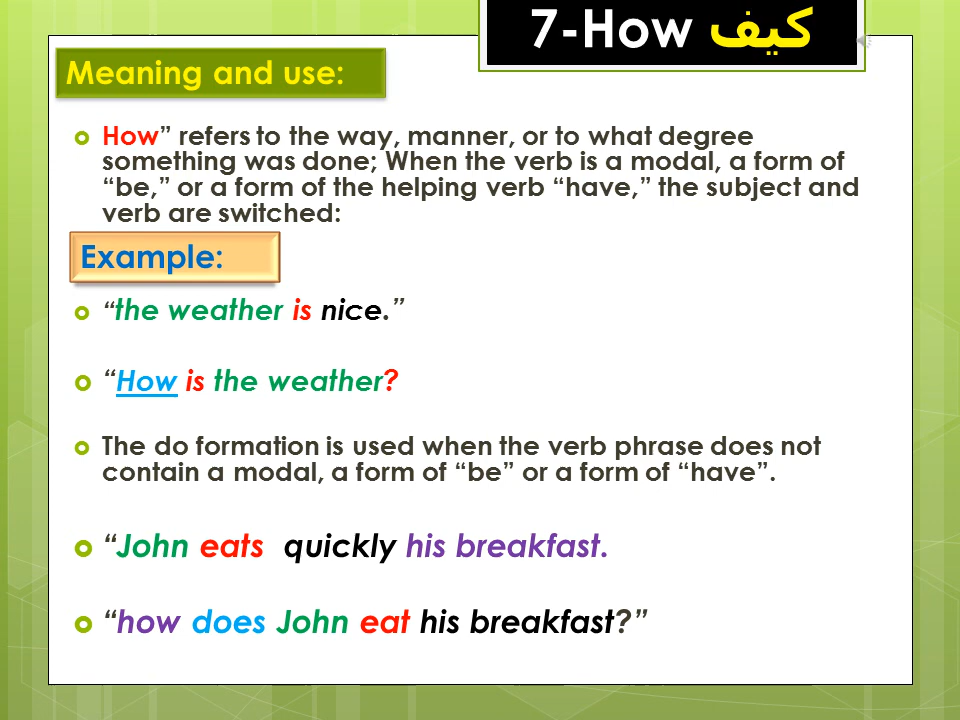 7-How كيف
Meaning and use:
How” refers to the way, manner, or to what degree
something was done; When the verb is a modal, a form of
“be,” or a form of the helping verb “have,” the subject and
verb are switched:
Example:
“the weather is nice.”
“How is the weather?
The do formation is used when the verb phrase does not
contain a modal, a form of “be” or a form of “have”.
“John eats  quickly his breakfast.
“how does John eat his breakfast?”